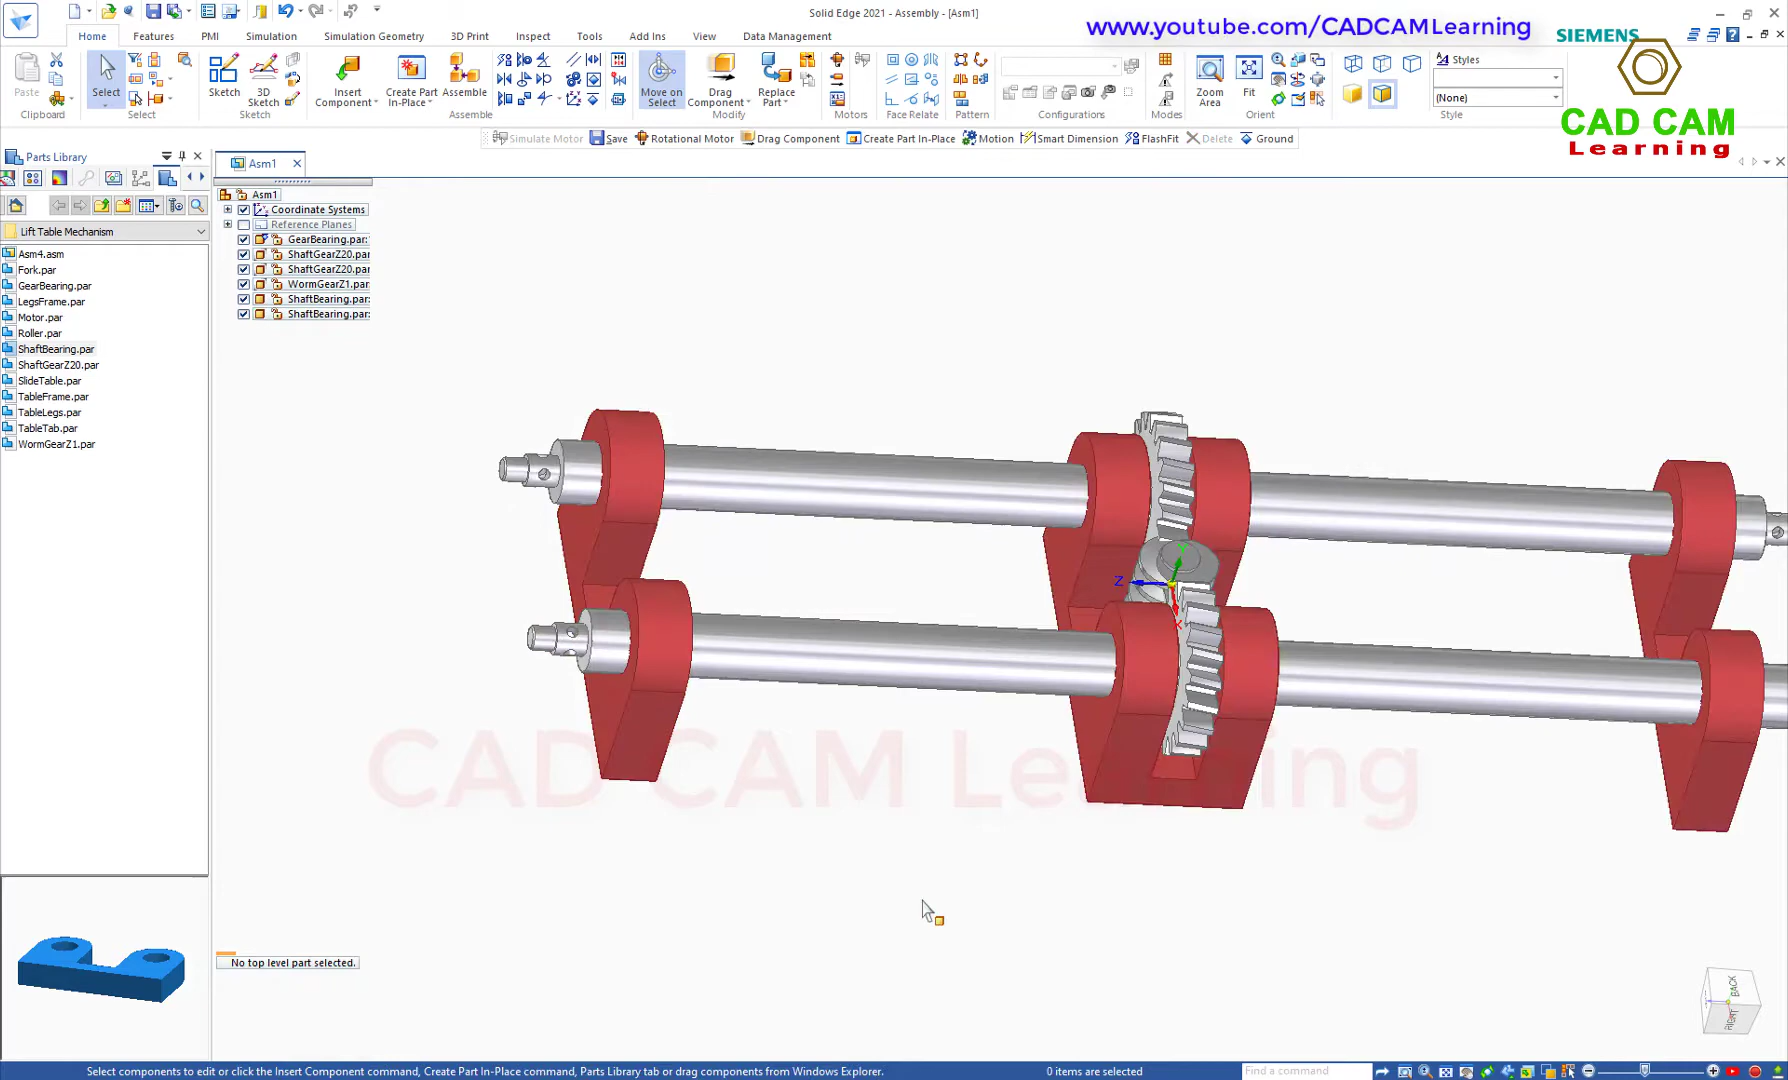 Solid Edge 2021 - Assembly - [Asm1]
www.youtube.com/CADCAMLearning
SIEMENS
Home
Features
PMI
Simulation
Simulation Geometry
3D Print
Inspect
Tools
Add Ins
View
Data Management
Paste
Clipboard
Select
Select
Sketch
3D Sketch
Sketch
Insert Component
Create Part In-Place
Assemble
Assemble
Move on Select
Drag Component
Replace Part
Modify
Motors
Face Relate
Pattern
Configurations
Zoom Area
Fit
Orient
Styles
(None)
Style
CAD CAM
Learning
Simulate Motor
Save
Rotational Motor
Drag Component
Create Part In-Place
Motion
Smart Dimension
FlashFit
Delete
Ground
Parts Library
Asm1
Lift Table Mechanism
Asm4.asm
Fork.par
GearBearing.par
LegsFrame.par
Motor.par
Roller.par
ShaftBearing.par
ShaftGearZ20.par
SlideTable.par
TableFrame.par
TableLegs.par
TableTab.par
WormGearZ1.par
Asm1
Coordinate Systems
Reference Planes
GearBearing.par:
ShaftGearZ20.par
ShaftGearZ20.par
WormGearZ1.par
ShaftBearing.par:
ShaftBearing.par:
Y
Z
X
CAD CAM Learning
No top level part selected.
BACK
RIGHT
Select components to edit or click the Insert Component command, Create Part In-Place command, Parts Library tab or drag components from Windows Explorer.
0 items are selected
Find a command